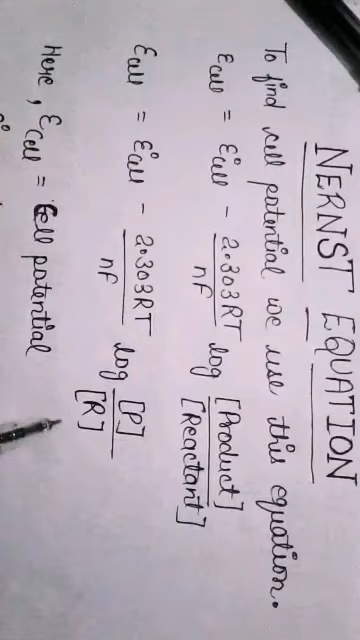 NERNST EQUATION
To find cell potential we use this equation.
Ecell = E°cell - 2.303RT/nF log [Product]/[Reactant]
Ecell = E°cell - 2.303RT/nF log [P]/[R]
Here, Ecell = Cell potential